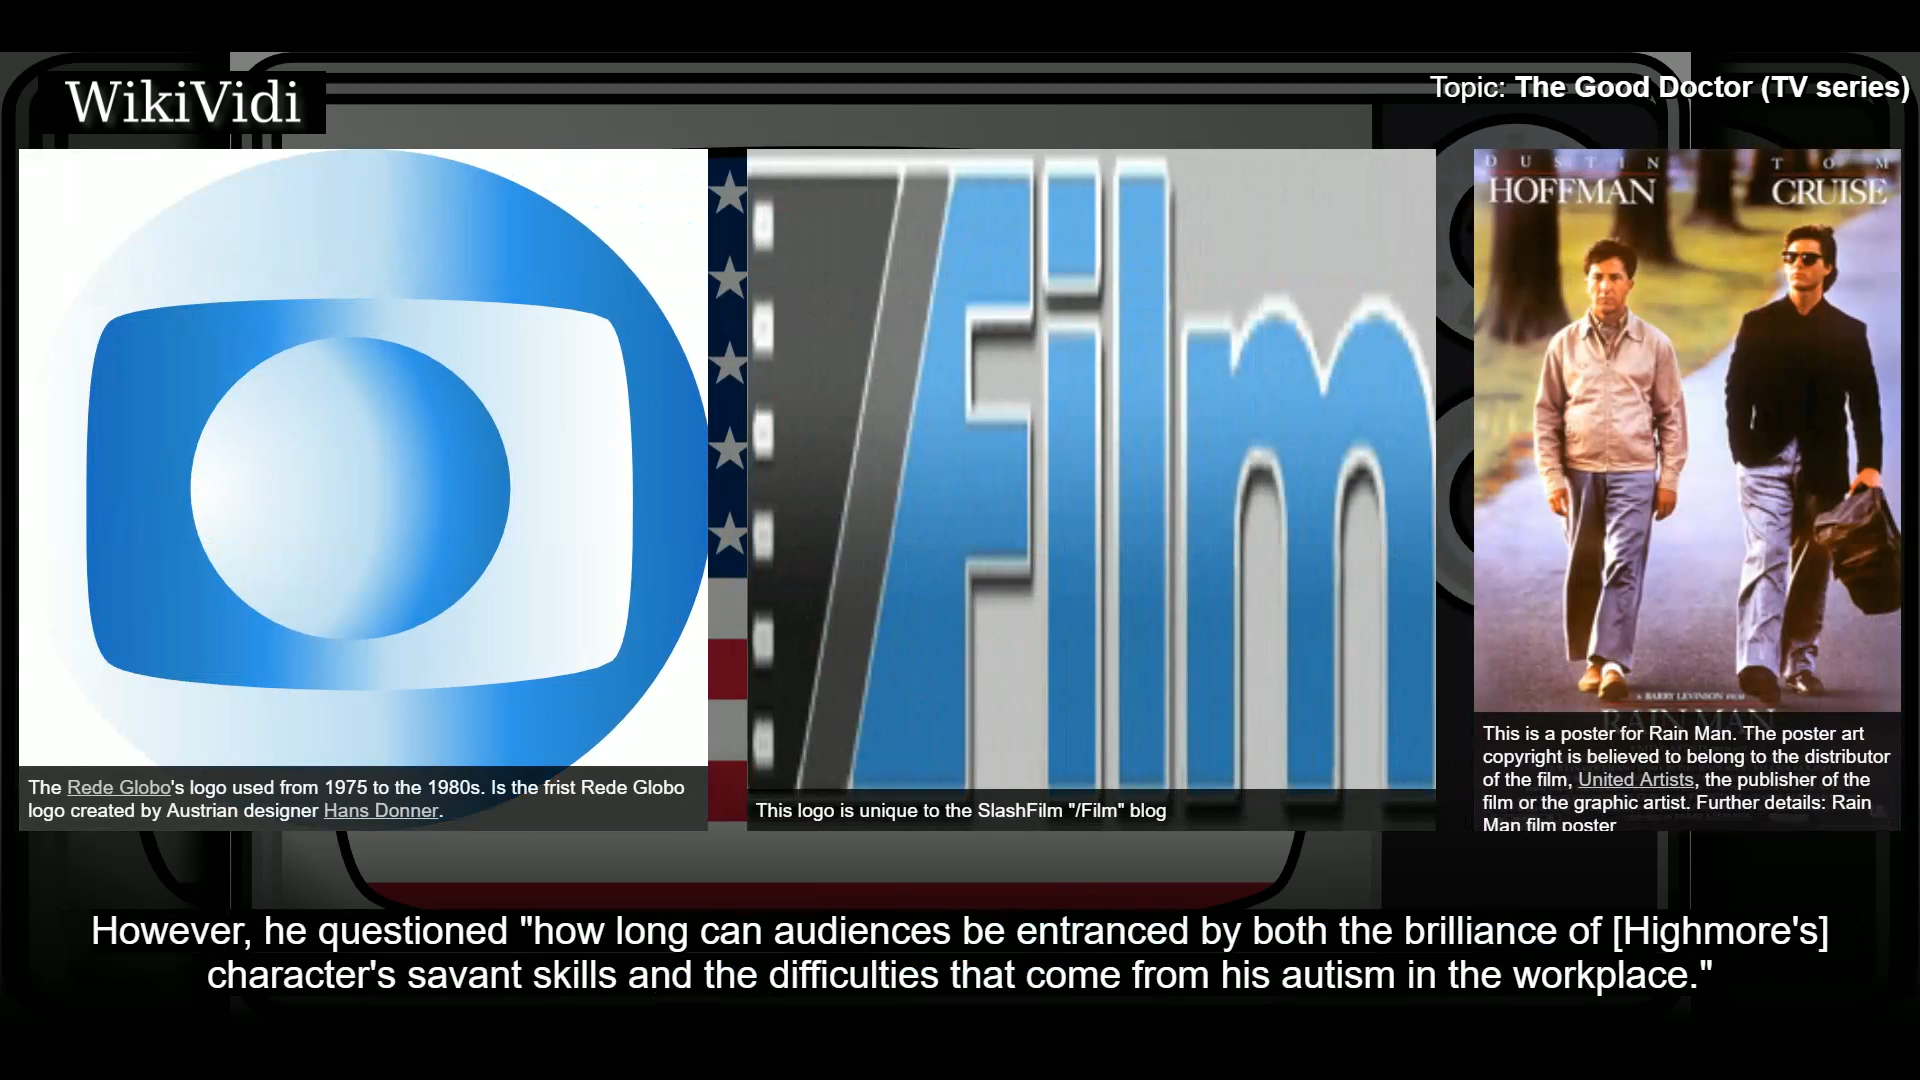 WikiVidi
Topic: The Good Doctor (TV series)
Film
DUSTIN TOM
HOFFMAN CRUISE
A BARRY LEVINSON FILM
RAIN MAN
The Rede Globo's logo used from 1975 to the 1980s. Is the frist Rede Globo
logo created by Austrian designer Hans Donner.
This logo is unique to the SlashFilm "/Film" blog
This is a poster for Rain Man. The poster art
copyright is believed to belong to the distributor
of the film, United Artists, the publisher of the
film or the graphic artist. Further details: Rain
Man film poster
However, he questioned "how long can audiences be entranced by both the brilliance of [Highmore's]
character's savant skills and the difficulties that come from his autism in the workplace."